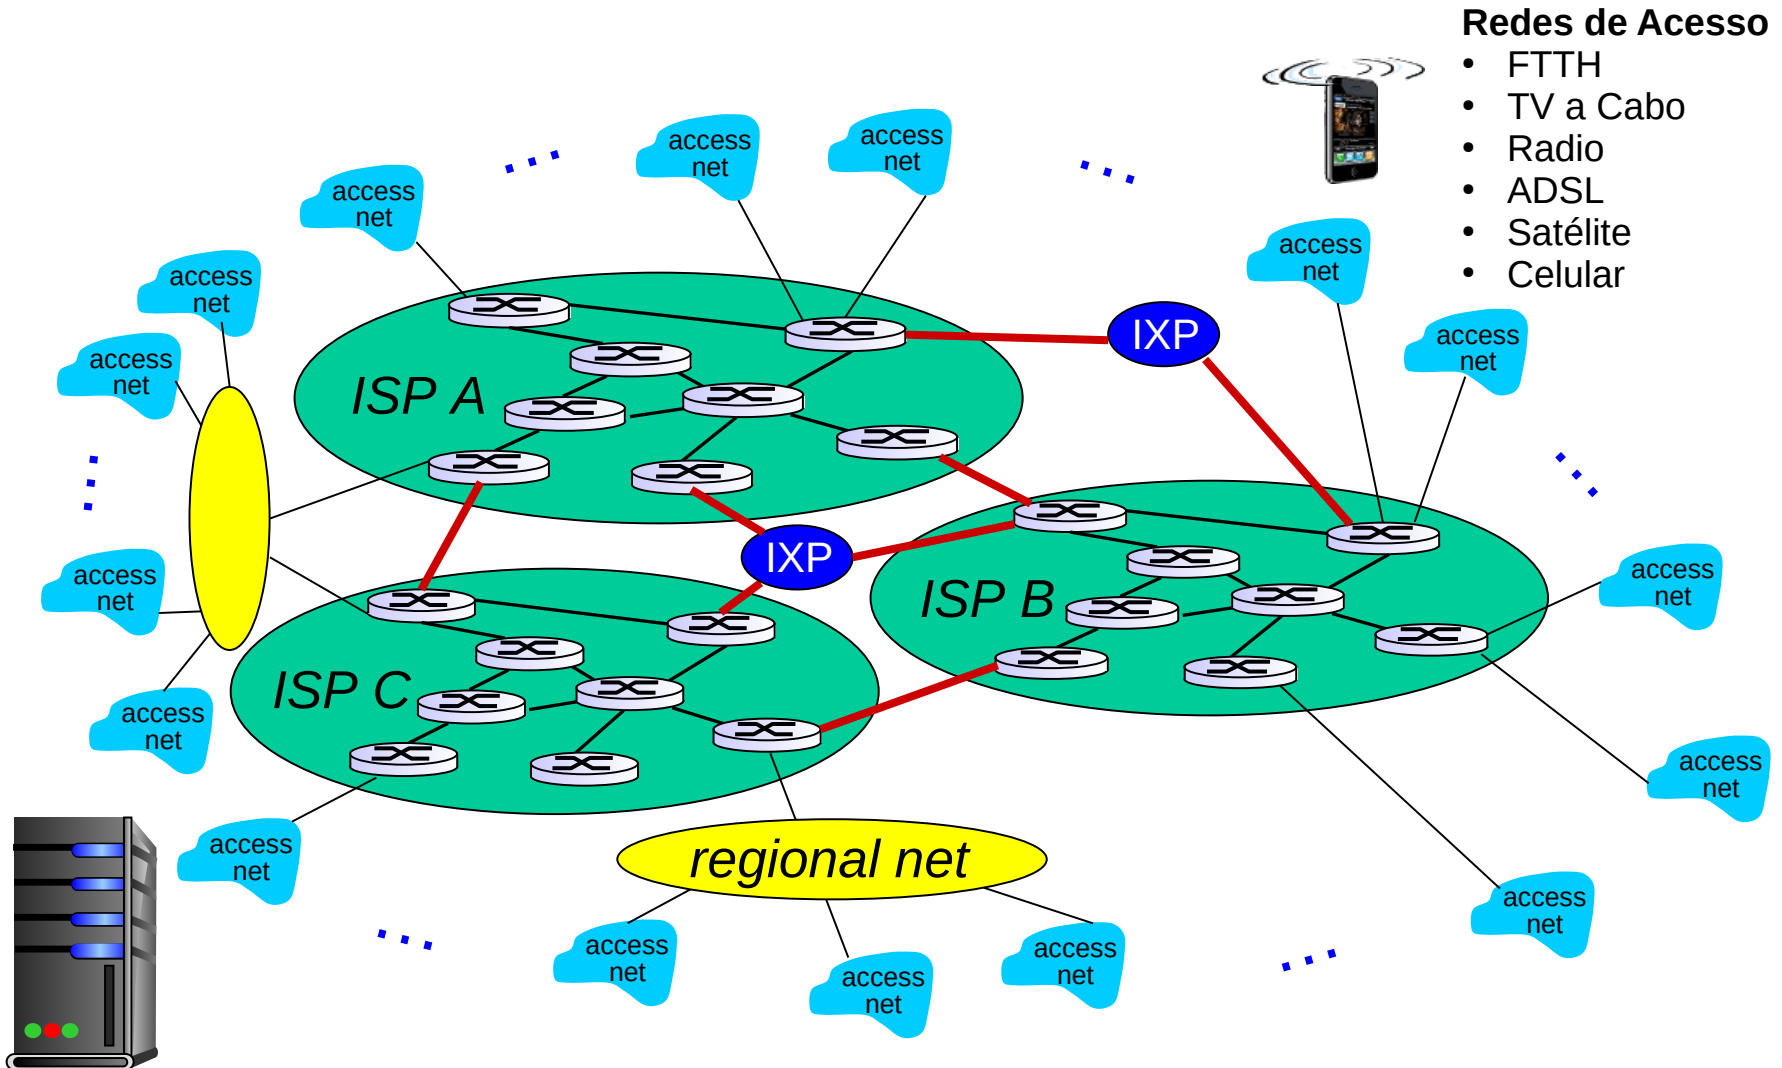 Redes de Acesso
• FTTH
• TV a Cabo
• Radio
• ADSL
• Satélite
• Celular
access
net
access
net
access
net
access
net
access
net
access
net
access
net
IXP
access
net
ISP A
IXP
access
net
access
net
ISP B
ISP C
access
net
access
net
access
net
regional net
access
net
access
net
access
net
access
net
access
net